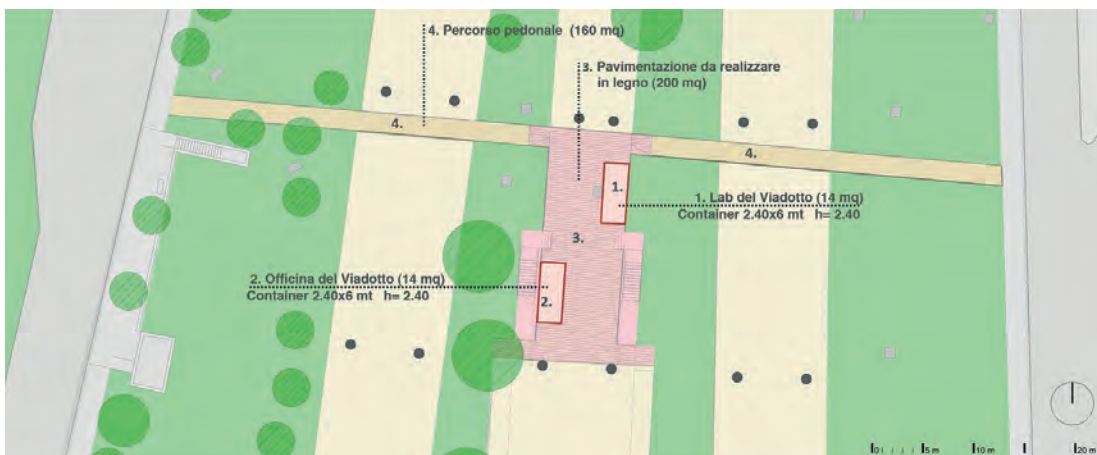 4. Percorso pedonale (160 mq)
3. Pavimentazione da realizzare
in legno (200 mq)
4.
4.
1.
1. Lab del Viadotto (14 mq)
Container 2.40x6 mt h= 2.40
3.
2. Officina del Viadotto (14 mq)
Container 2.40x6 mt h= 2.40
2.
0 5 m 10 m 20 m